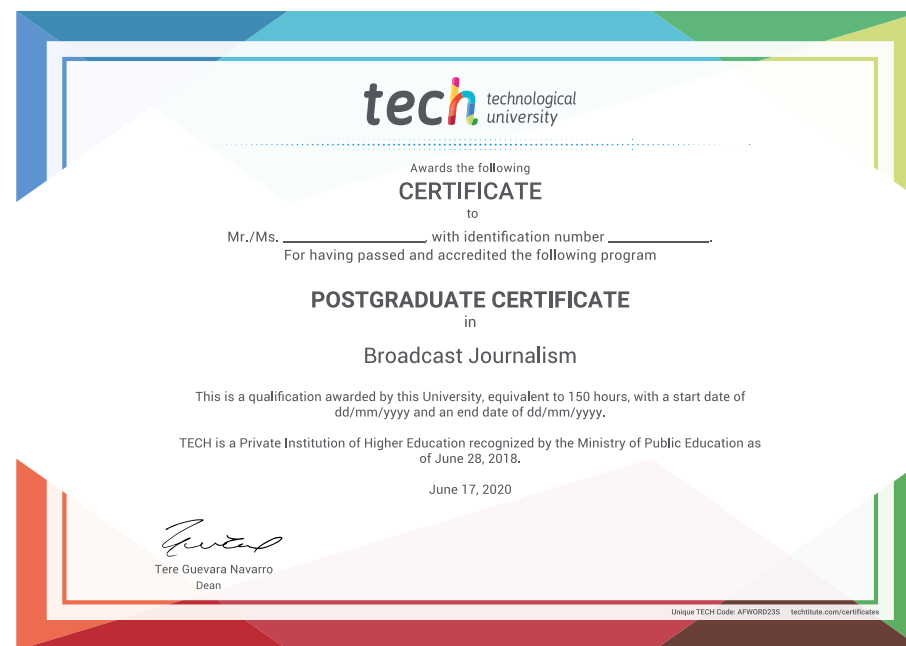 tech technological
university
Awards the following
CERTIFICATE
to
Mr./Ms. ____________________, with identification number ______________.
For having passed and accredited the following program
POSTGRADUATE CERTIFICATE
in
Broadcast Journalism
This is a qualification awarded by this University, equivalent to 150 hours, with a start date of
dd/mm/yyyy and an end date of dd/mm/yyyy.
TECH is a Private Institution of Higher Education recognized by the Ministry of Public Education as
of June 28, 2018.
June 17, 2020
Tere Guevara Navarro
Dean
Unique TECH Code: AFWORD23S techtitute.com/certificates